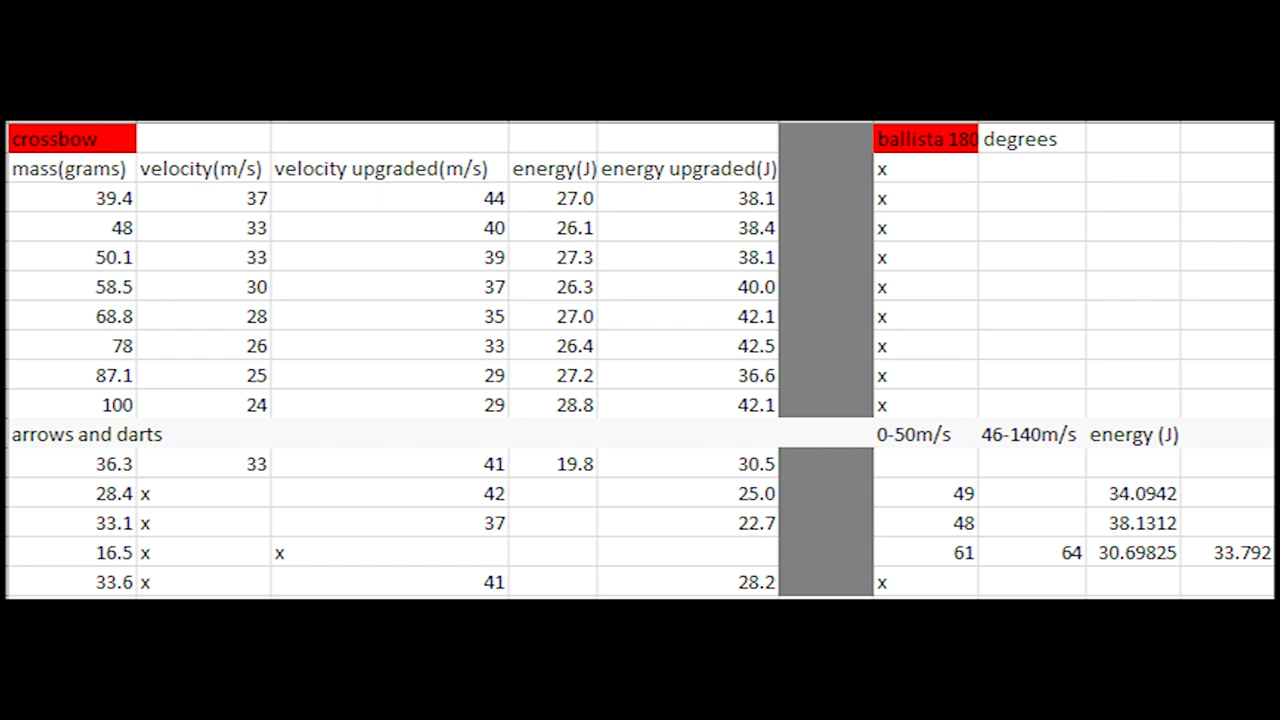 crossbow ballista 180 degrees
mass(grams) velocity(m/s) velocity upgraded(m/s) energy(J) energy upgraded(J) x
39.4 37 44 27.0 38.1 x
48 33 40 26.1 38.4 x
50.1 33 39 27.3 38.1 x
58.5 30 37 26.3 40.0 x
68.8 28 35 27.0 42.1 x
78 26 33 26.4 42.5 x
87.1 25 29 27.2 36.6 x
100 24 29 28.8 42.1 x
arrows and darts 0-50m/s 46-140m/s energy (J)
36.3 33 41 19.8 30.5
28.4 x 42 25.0 49 34.0942
33.1 x 37 22.7 48 38.1312
16.5 x x 61 64 30.69825 33.792
33.6 x 41 28.2 x